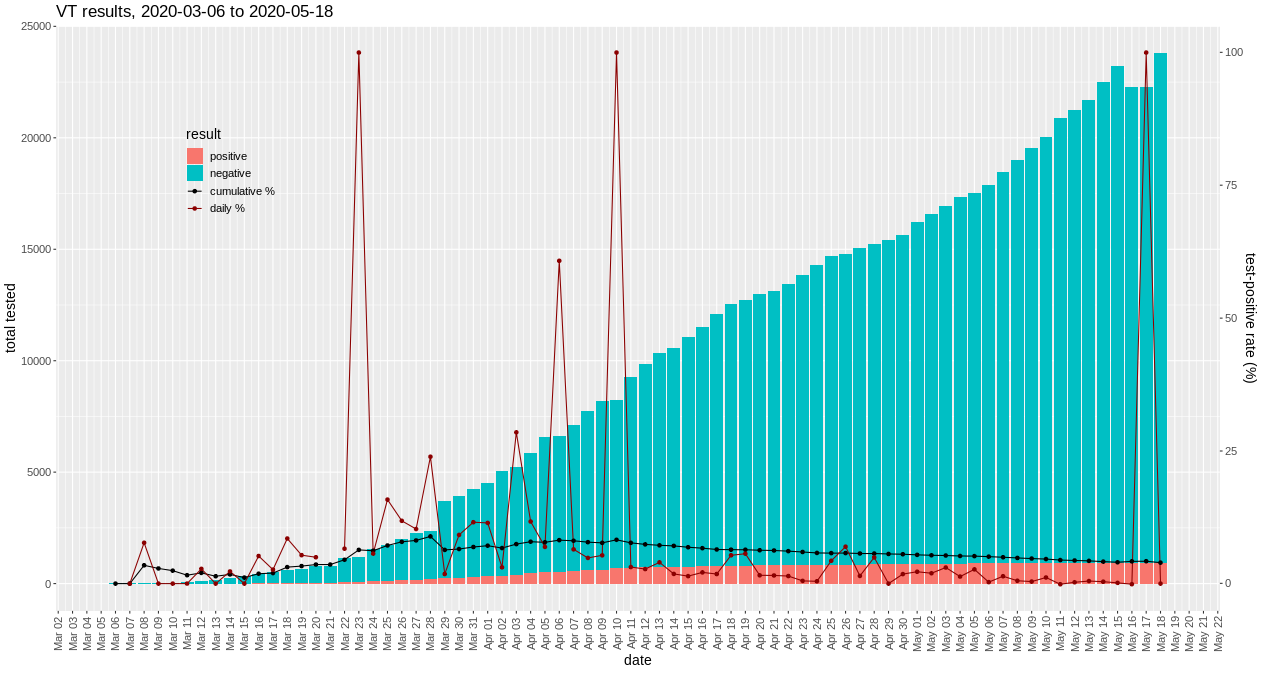 VT results, 2020-03-06 to 2020-05-18
25000
20000
15000
10000
5000
0
total tested
result
positive
negative
cumulative %
daily %
100
75
50
25
0
test-positive rate (%)
Mar 02
Mar 03
Mar 04
Mar 05
Mar 06
Mar 07
Mar 08
Mar 09
Mar 10
Mar 11
Mar 12
Mar 13
Mar 14
Mar 15
Mar 16
Mar 17
Mar 18
Mar 19
Mar 20
Mar 21
Mar 22
Mar 23
Mar 24
Mar 25
Mar 26
Mar 27
Mar 28
Mar 29
Mar 30
Mar 31
Apr 01
Apr 02
Apr 03
Apr 04
Apr 05
Apr 06
Apr 07
Apr 08
Apr 09
Apr 10
Apr 11
Apr 12
Apr 13
Apr 14
Apr 15
Apr 16
Apr 17
Apr 18
Apr 19
Apr 20
Apr 21
Apr 22
Apr 23
Apr 24
Apr 25
Apr 26
Apr 27
Apr 28
Apr 29
Apr 30
May 01
May 02
May 03
May 04
May 05
May 06
May 07
May 08
May 09
May 10
May 11
May 12
May 13
May 14
May 15
May 16
May 17
May 18
May 19
May 20
May 21
May 22
date